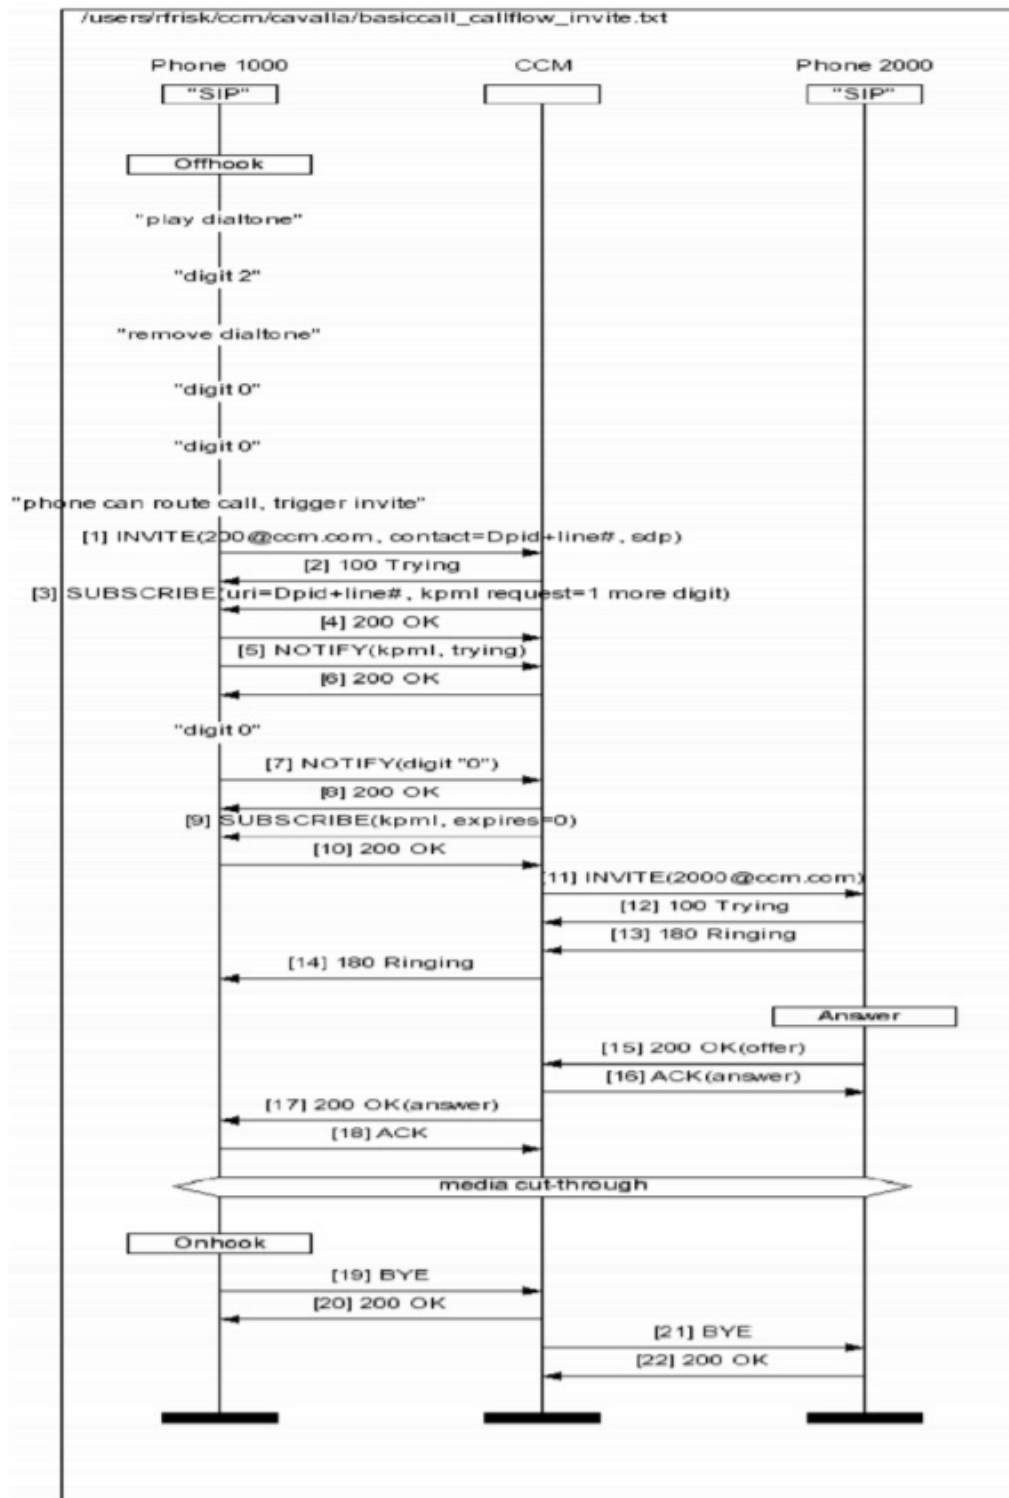 /users/rfrisk/ccm/cavalla/basiccall_callflow_invite.txt
Phone 1000 CCM Phone 2000
"SIP" "SIP"
Offhook
"play dialtone"
"digit 2"
"remove dialtone"
"digit 0"
"digit 0"
"phone can route call, trigger invite"
[1] INVITE(200@ccm.com, contact=Dpid+line#, sdp)
[2] 100 Trying
[3] SUBSCRIBE(uri=Dpid+line#, kpml request=1 more digit)
[4] 200 OK
[5] NOTIFY(kpml, trying)
[6] 200 OK
"digit 0"
[7] NOTIFY(digit "0")
[8] 200 OK
[9] SUBSCRIBE(kpml, expires=0)
[10] 200 OK
[11] INVITE(2000@ccm.com)
[12] 100 Trying
[13] 180 Ringing
[14] 180 Ringing
Answer
[15] 200 OK(offer)
[16] ACK(answer)
[17] 200 OK(answer)
[18] ACK
media cut-through
Onhook
[19] BYE
[20] 200 OK
[21] BYE
[22] 200 OK